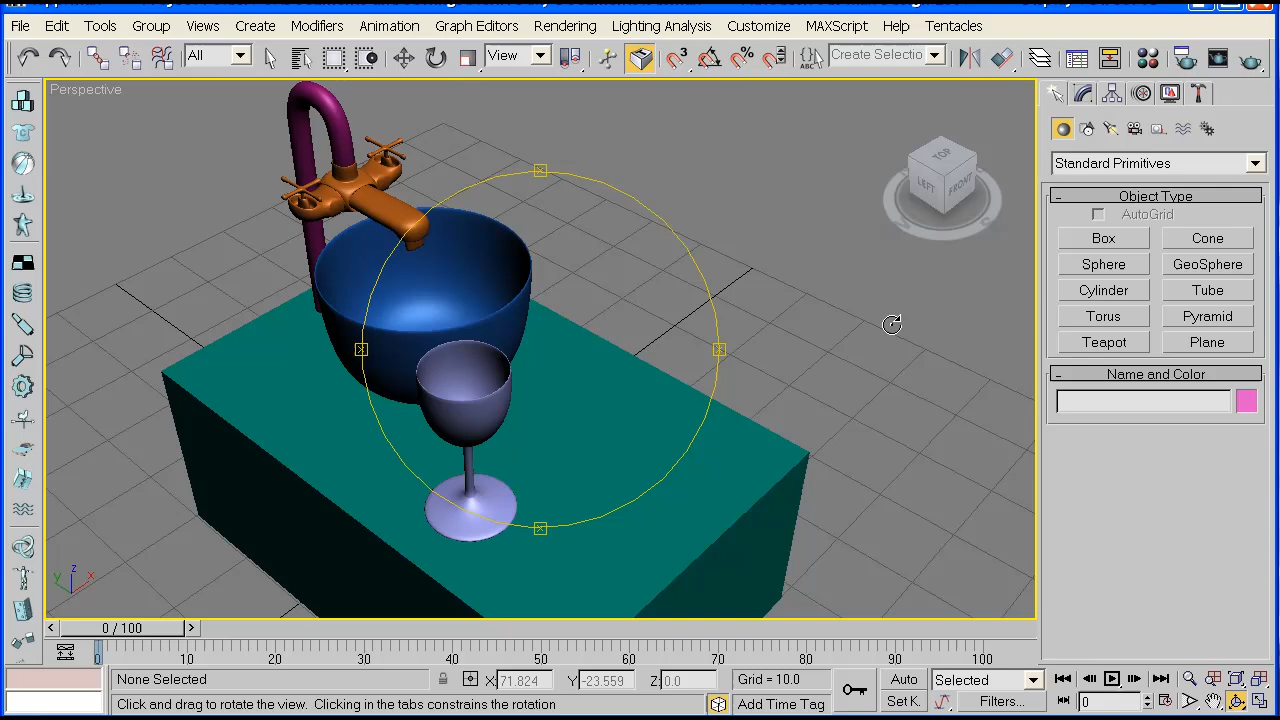 File Edit Tools Group Views Create Modifiers Animation Graph Editors Rendering Lighting Analysis Customize MAXScript Help Tentacles
All View 3 % ABC Create Selectio
Perspective
TOP
LEFT FRONT
Standard Primitives
- Object Type
AutoGrid
Box Cone
Sphere GeoSphere
Cylinder Tube
Torus Pyramid
Teapot Plane
- Name and Color
z
y x
< 0 / 100 >
0 10 20 30 40 50 60 70 80 90 100
None Selected X: 71.824 Y: -23.559 Z: 0.0 Grid = 10.0 Auto Selected
Click and drag to rotate the view. Clicking in the tabs constrains the rotation Add Time Tag Set K. Filters... 0